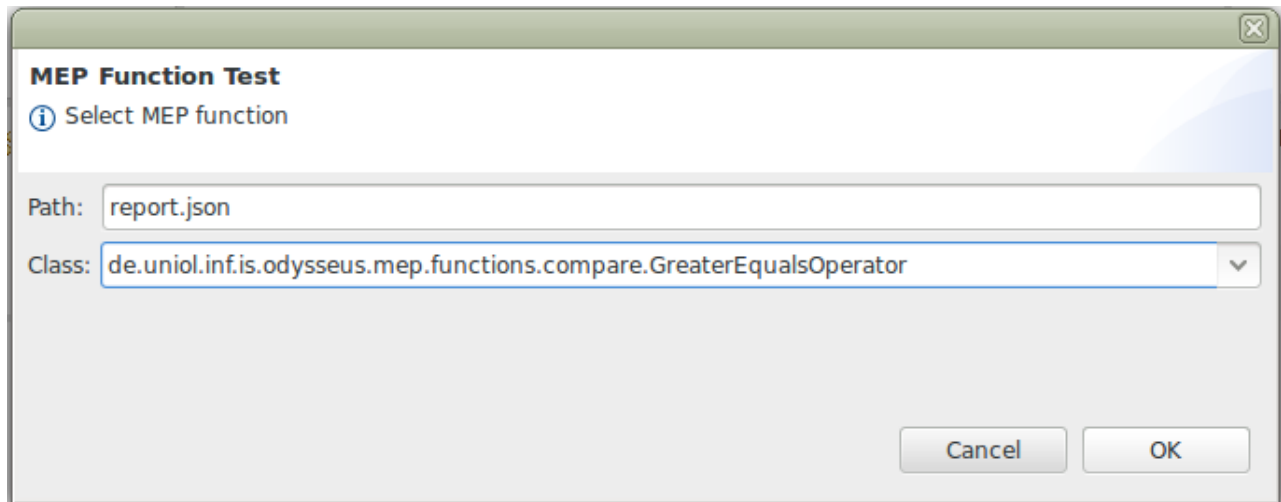 MEP Function Test
Select MEP function
Path: report.json
Class: de.uniol.inf.is.odysseus.mep.functions.compare.GreaterEqualsOperator
Cancel OK